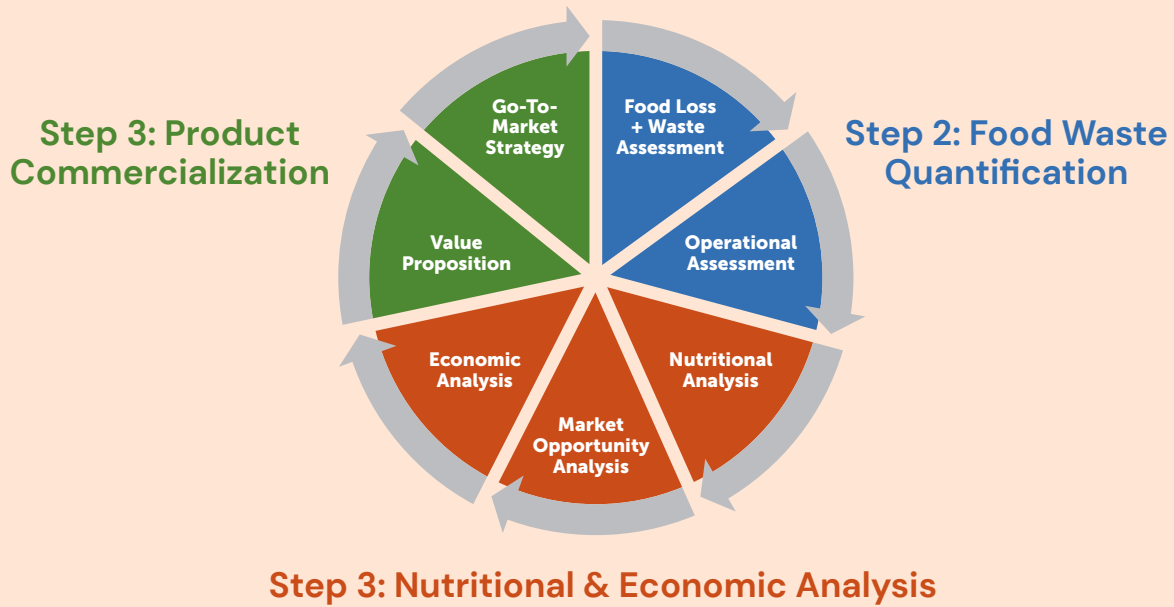 Step 3: Product
Commercialization
Go-To-
Market
Strategy
Food Loss
+ Waste
Assessment
Step 2: Food Waste
Quantification
Value
Proposition
Operational
Assessment
Economic
Analysis
Nutritional
Analysis
Market
Opportunity
Analysis
Step 3: Nutritional & Economic Analysis